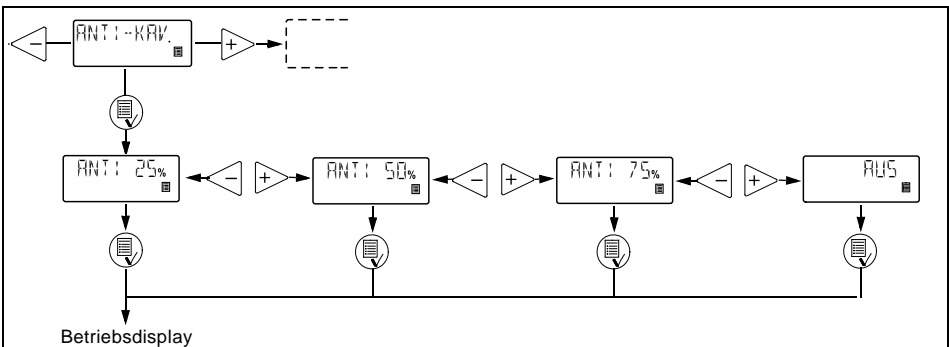 ANTI-KAV.
ANTI 25%
ANTI 50%
ANTI 75%
AUS
Betriebsdisplay